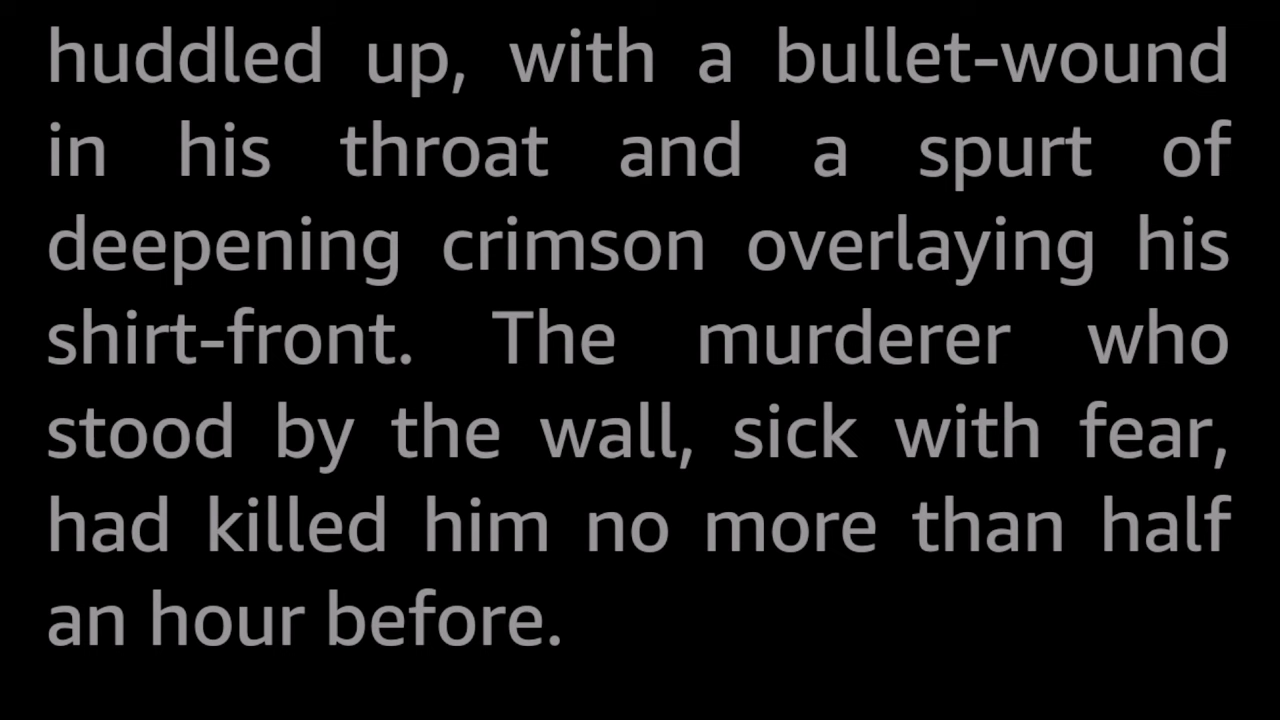 huddled up, with a bullet-wound
in his throat and a spurt of
deepening crimson overlaying his
shirt-front. The murderer who
stood by the wall, sick with fear,
had killed him no more than half
an hour before.